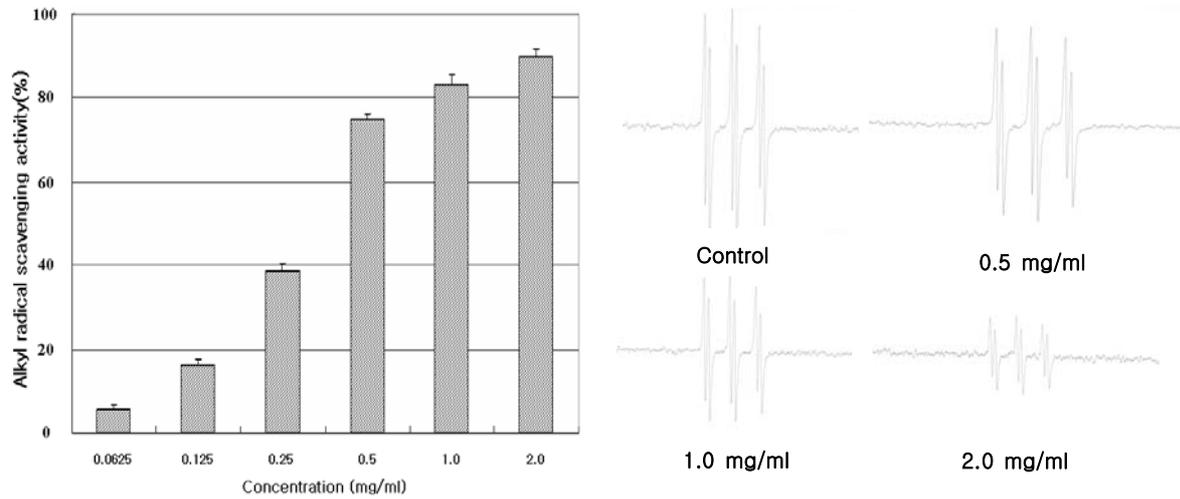 Alkyl radical scavenging activity(%)
100
80
60
40
20
0
0.0625 0.125 0.25 0.5 1.0 2.0
Concentration (mg/ml)
Control
0.5 mg/ml
1.0 mg/ml
2.0 mg/ml